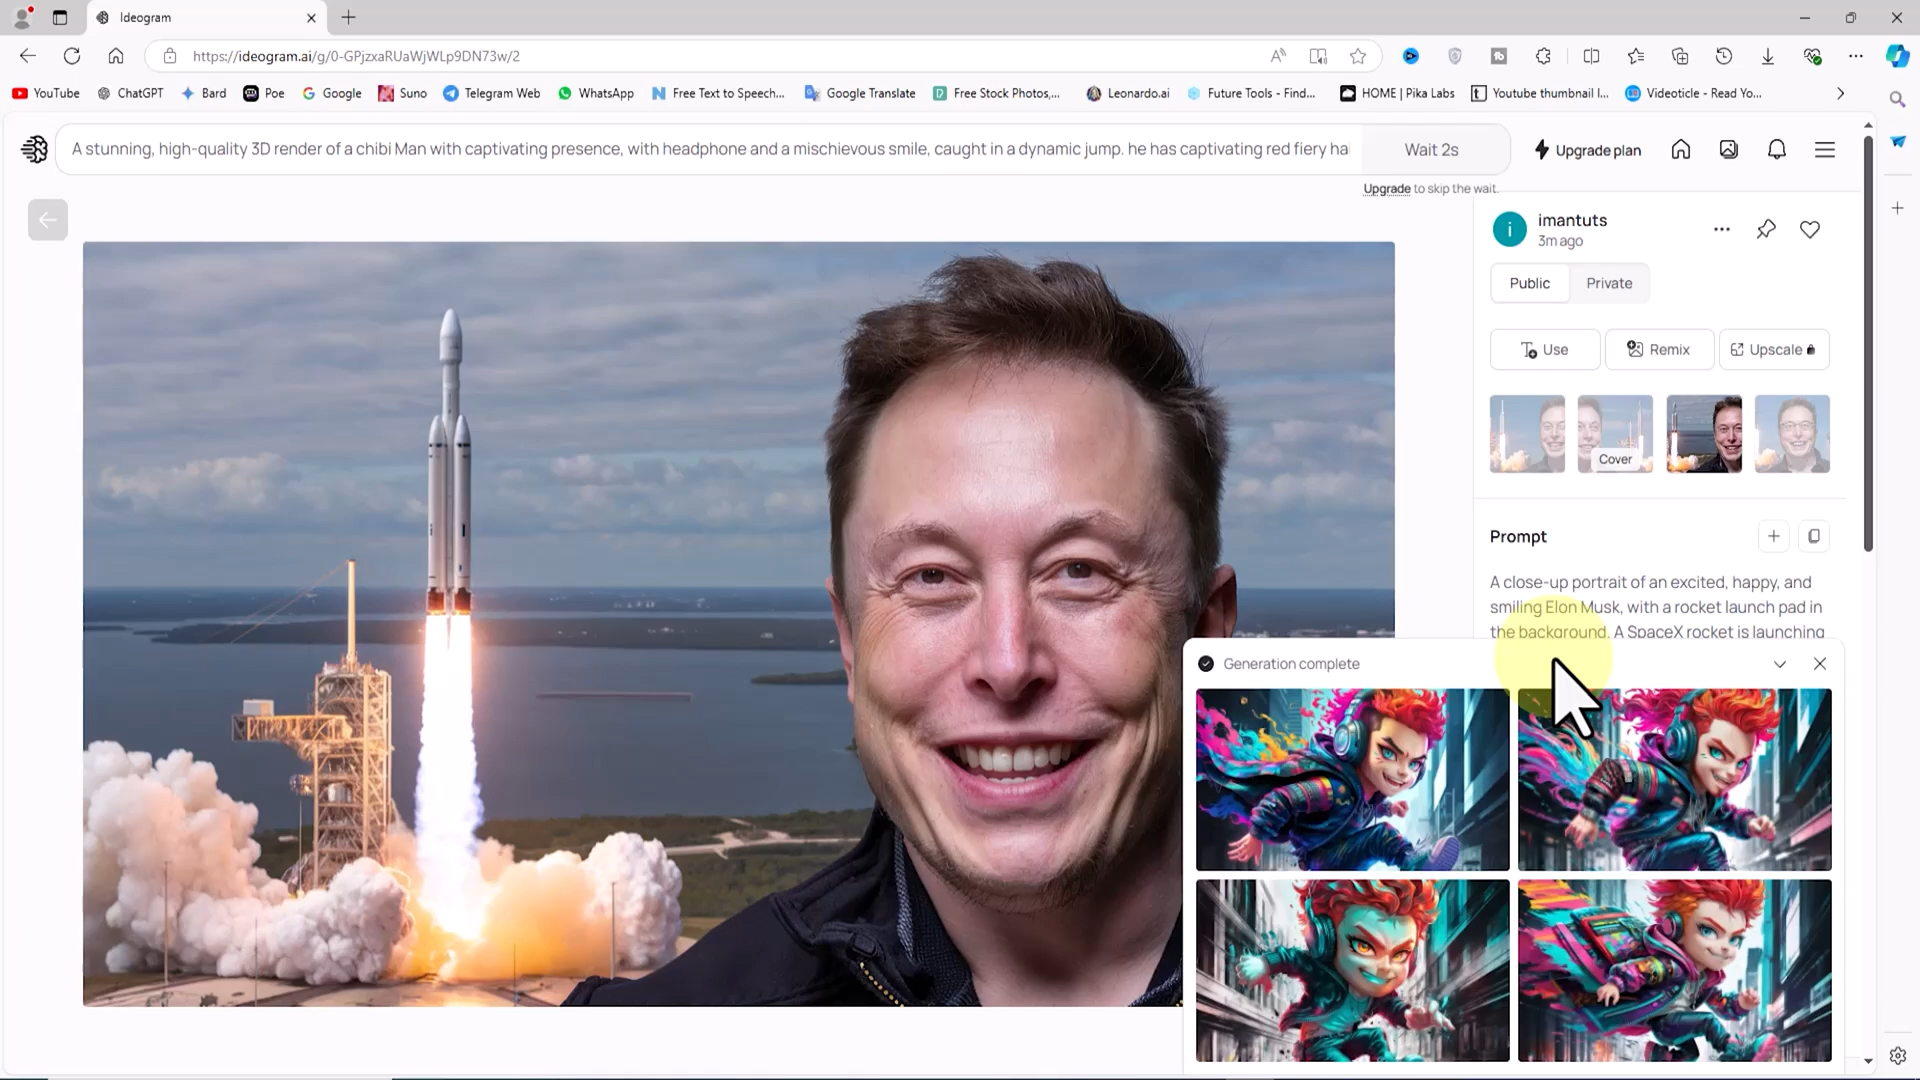 Ideogram
https://ideogram.ai/g/0-GPjzxaRUaWjWLp9DN73w/2
YouTube ChatGPT Bard Poe Google Suno Telegram Web WhatsApp Free Text to Speech... Google Translate Free Stock Photos,... Leonardo.ai Future Tools - Find... HOME | Pika Labs Youtube thumbnail l... Videoticle - Read Yo...
A stunning, high-quality 3D render of a chibi Man with captivating presence, with headphone and a mischievous smile, caught in a dynamic jump. he has captivating red fiery hai
Wait 2s
Upgrade plan
Upgrade to skip the wait.
i
imantuts
3m ago
Public Private
Use Remix Upscale
Cover
Prompt
A close-up portrait of an excited, happy, and
smiling Elon Musk, with a rocket launch pad in
the background. A SpaceX rocket is launching
Generation complete